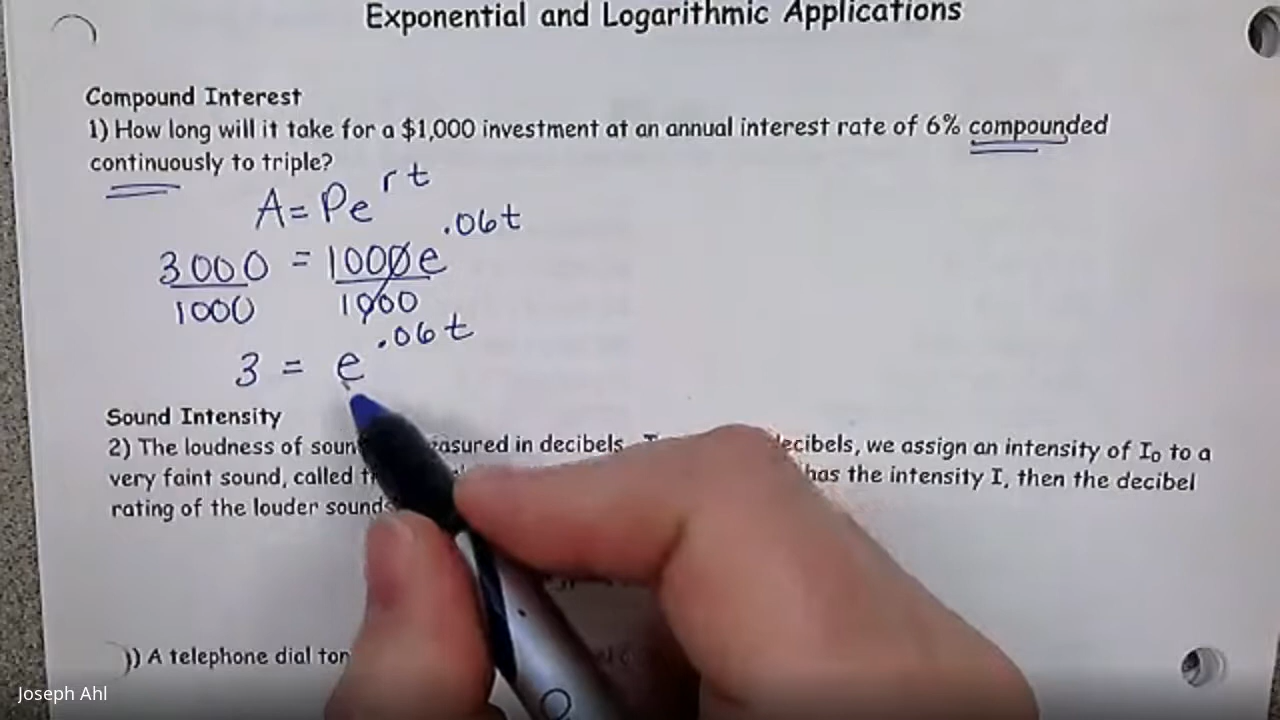 Exponential and Logarithmic Applications
Compound Interest
1) How long will it take for a $1,000 investment at an annual interest rate of 6% compounded
continuously to triple?
A = Pe^rt
3000 = 1000e^.06t
1000 1000
3 = e^.06t
Sound Intensity
2) The loudness of in decibels. decibels, we assign an intensity of I₀ to a
very faint sound, called has the intensity I, then the decibel
rating of the louder sounds
A telephone dial
Joseph Ahl